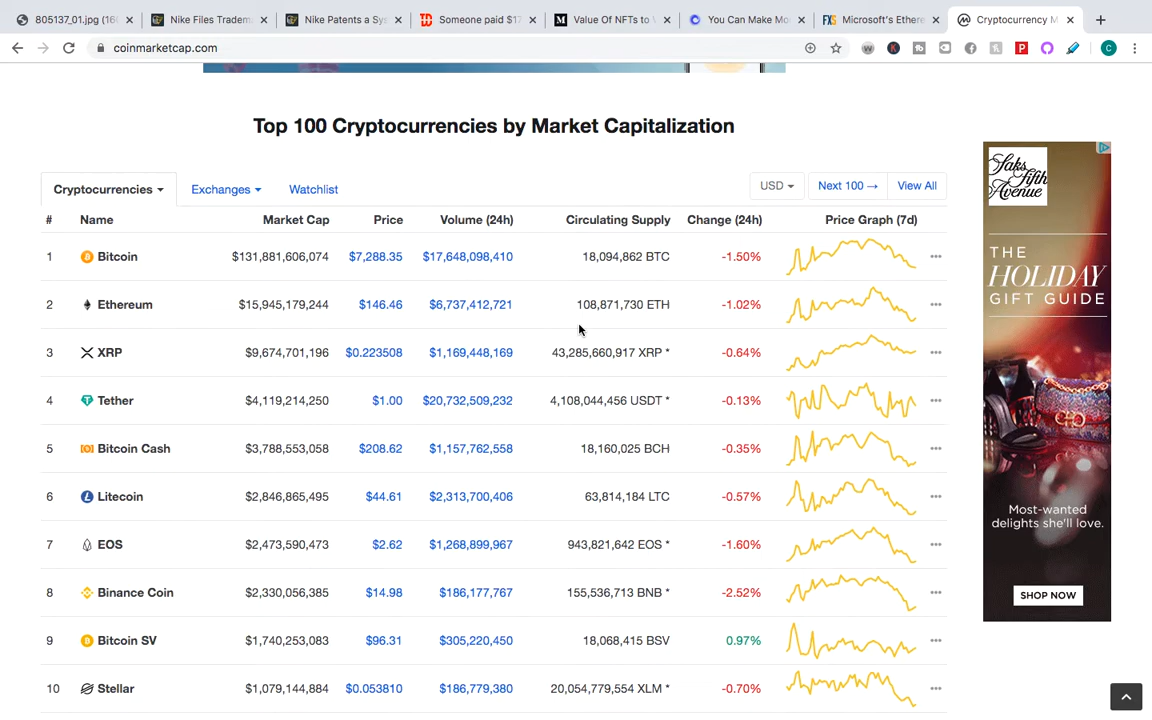 805137_01.jpg (16
Nike Files Tradem
Nike Patents a Sys
Someone paid $17
Value Of NFTs to
You Can Make Mo
Microsoft's Ethere
Cryptocurrency M
coinmarketcap.com
Top 100 Cryptocurrencies by Market Capitalization
Cryptocurrencies Exchanges Watchlist USD Next 100 → View All
# Name Market Cap Price Volume (24h) Circulating Supply Change (24h) Price Graph (7d)
1 Bitcoin $131,881,606,074 $7,288.35 $17,648,098,410 18,094,862 BTC -1.50%
2 Ethereum $15,945,179,244 $146.46 $6,737,412,721 108,871,730 ETH -1.02%
3 XRP $9,674,701,196 $0.223508 $1,169,448,169 43,285,660,917 XRP * -0.64%
4 Tether $4,119,214,250 $1.00 $20,732,509,232 4,108,044,456 USDT * -0.13%
5 Bitcoin Cash $3,788,553,058 $208.62 $1,157,762,558 18,160,025 BCH -0.35%
6 Litecoin $2,846,865,495 $44.61 $2,313,700,406 63,814,184 LTC -0.57%
7 EOS $2,473,590,473 $2.62 $1,268,899,967 943,821,642 EOS * -1.60%
8 Binance Coin $2,330,056,385 $14.98 $186,177,767 155,536,713 BNB * -2.52%
9 Bitcoin SV $1,740,253,083 $96.31 $305,220,450 18,068,415 BSV 0.97%
10 Stellar $1,079,144,884 $0.053810 $186,779,380 20,054,779,554 XLM * -0.70%
Saks
Fifth
Avenue
THE
HOLIDAY
GIFT GUIDE
Most-wanted
delights she'll love.
SHOP NOW